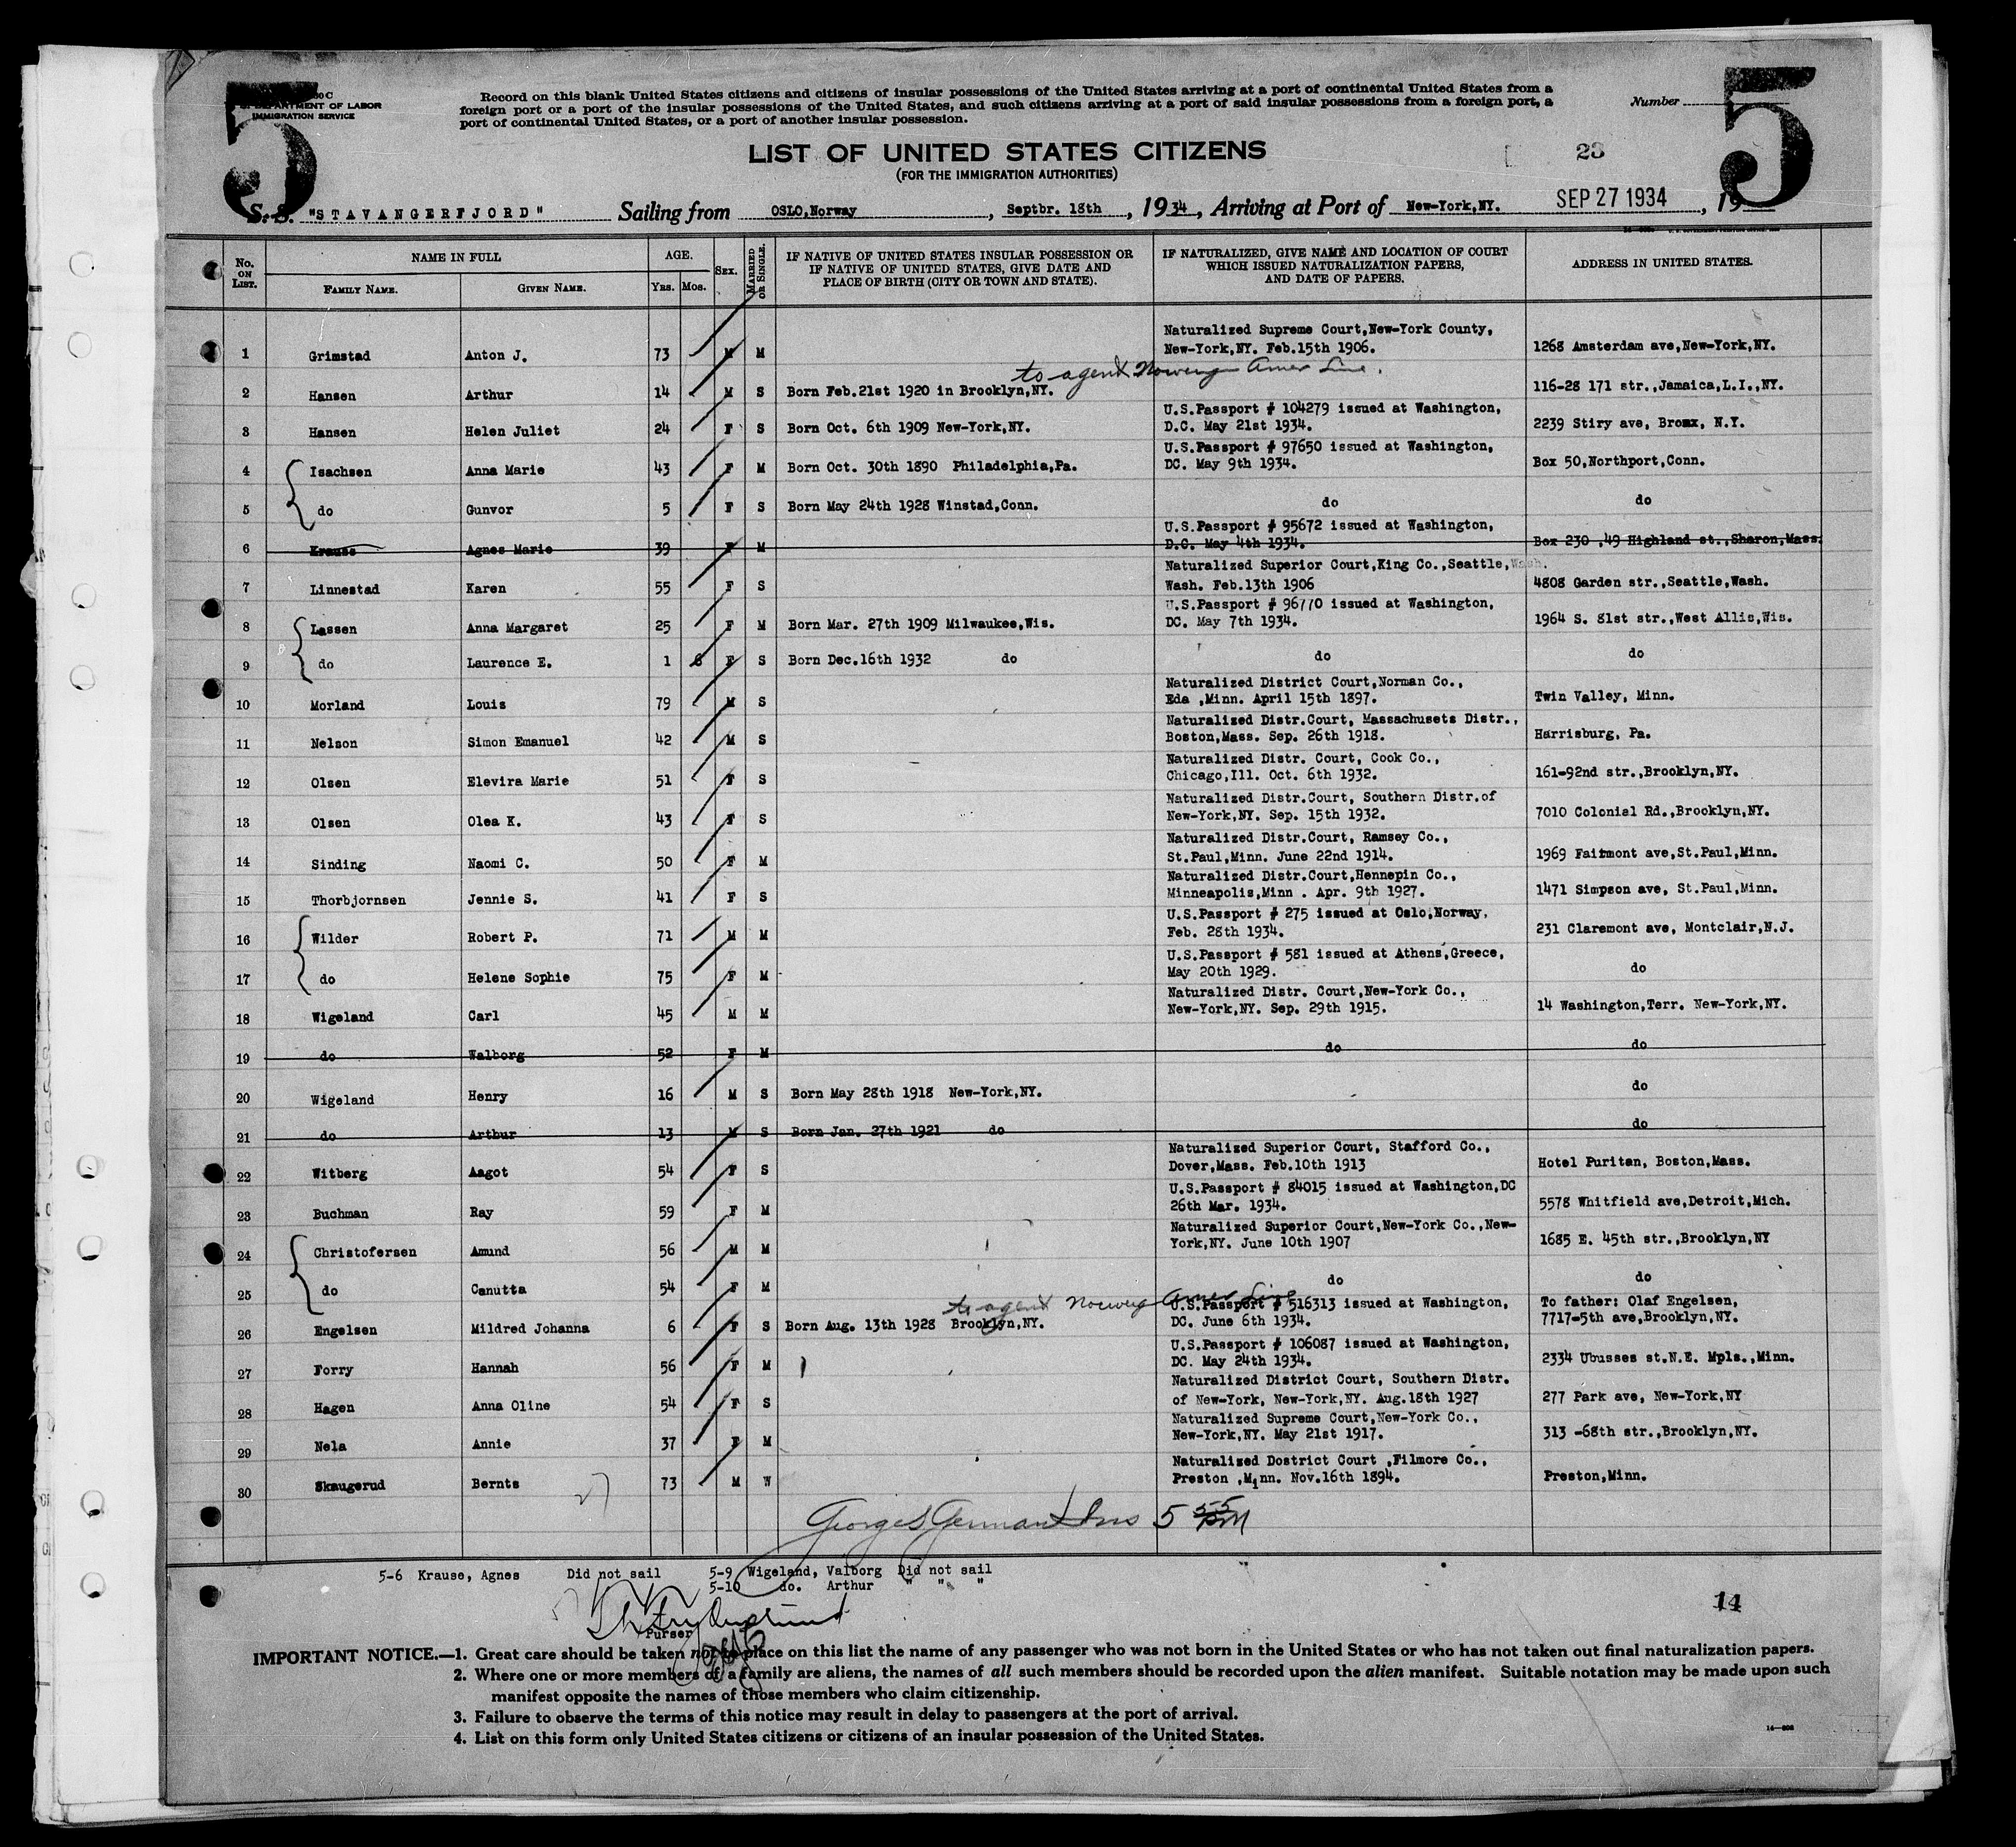 5
5
DEPARTMENT OF LABOR
IMMIGRATION SERVICE
Record on this blank United States citizens and citizens of insular possessions of the United States arriving at a port of continental United States from a
foreign port or a port of the insular possessions of the United States, and such citizens arriving at a port of said insular possessions from a foreign port, a
port of continental United States, or a port of another insular possession.
Number
LIST OF UNITED STATES CITIZENS
(FOR THE IMMIGRATION AUTHORITIES)
23
S. S. "STAVANGERFJORD" Sailing from OSLO,Norway, Septbr. 18th, 1934, Arriving at Port of New-York,NY. SEP 27 1934, 19
No. ON LIST. NAME IN FULL AGE. SEX. MARRIED OR SINGLE. IF NATIVE OF UNITED STATES INSULAR POSSESSION OR IF NATIVE OF UNITED STATES, GIVE DATE AND PLACE OF BIRTH (CITY OR TOWN AND STATE). IF NATURALIZED, GIVE NAME AND LOCATION OF COURT WHICH ISSUED NATURALIZATION PAPERS, AND DATE OF PAPERS. ADDRESS IN UNITED STATES.
FAMILY NAME. GIVEN NAME. Yrs. Mos.
Naturalized Supreme Court,New-York County,
1 Grimstad Anton J. 73 M M New-York,NY. Feb.15th 1906. 1268 Amsterdam ave,New-York,NY.
to agent Norweg Amer Line.
2 Hansen Arthur 14 M S Born Feb.21st 1920 in Brooklyn,NY. 116-28 171 str.,Jamaica,L.I.,NY.
U.S.Passport # 104279 issued at Washington,
3 Hansen Helen Juliet 24 F S Born Oct. 6th 1909 New-York,NY. D.C. May 21st 1934. 2239 Stiry ave, Bronx, N.Y.
U.S.Passport # 97650 issued at Washington,
4 Isachsen Anna Marie 43 F M Born Oct. 30th 1890 Philadelphia,Pa. DC. May 9th 1934. Box 50,Northport,Conn.
5 do Gunvor 5 F S Born May 24th 1928 Winstad,Conn. do do
U.S.Passport # 95672 issued at Washington,
6 Krause Agnes Marie 39 F M D.C. May 4th 1934. Box 230 ,49 Highland st.,Sharon,Mass.
Naturalized Superior Court,King Co.,Seattle,Wash.
7 Linnestad Karen 55 F S Wash. Feb.13th 1906 4808 Garden str.,Seattle,Wash.
U.S.Passport # 96770 issued at Washington,
8 Lassen Anna Margaret 25 F M Born Mar. 27th 1909 Milwaukee,Wis. DC. May 7th 1934. 1964 S. 81st str.,West Allis,Wis.
9 do Laurence E. 1 6 F S Born Dec.16th 1932 do do do
Naturalized District Court,Norman Co.,
10 Morland Louis 79 M S Eda ,Minn. April 15th 1897. Twin Valley, Minn.
Naturalized Distr.Court, Massachusets Distr.,
11 Nelson Simon Emanuel 42 M S Boston,Mass. Sep. 26th 1918. Harrisburg, Pa.
Naturalized Distr. Court, Cook Co.,
12 Olsen Elevira Marie 51 F S Chicago,Ill. Oct. 6th 1932. 161-92nd str.,Brooklyn,NY.
Naturalized Distr.Court, Southern Distr.of
13 Olsen Olea K. 43 F S New-York,NY. Sep. 15th 1932. 7010 Colonial Rd.,Brooklyn,NY.
Naturalized Distr.Court, Ramsey Co.,
14 Sinding Naomi C. 50 F M St.Paul,Minn. June 22nd 1914. 1969 Fairmont ave,St.Paul,Minn.
Naturalized Distr.Court,Hennepin Co.,
15 Thorbjornsen Jennie S. 41 F S Minneapolis,Minn . Apr. 9th 1927. 1471 Simpson ave, St.Paul,Minn.
U.S.Passport # 275 issued at Oslo,Norway,
16 Wilder Robert P. 71 M M Feb. 28th 1934. 231 Claremont ave, Montclair,N.J.
U.S.Passport # 581 issued at Athens,Greece,
17 do Helene Sophie 75 F M May 20th 1929. do
Naturalized Distr. Court,New-York Co.,
18 Wigeland Carl 45 M M New-York,NY. Sep. 29th 1915. 14 Washington,Terr. New-York,NY.
19 do Walborg 52 F M do do
20 Wigeland Henry 16 M S Born May 28th 1918 New-York,NY. do
21 do Arthur 13 M S Born Jan. 27th 1921 do do
Naturalized Superior Court, Stafford Co.,
22 Witberg Aagot 54 F S Dover,Mass. Feb.10th 1913 Hotel Puritan, Boston,Mass.
U.S.Passport # 84015 issued at Washington,DC
23 Buchman Ray 59 F M 26th Mar. 1934. 5578 Whitfield ave,Detroit,Mich.
Naturalized Superior Court,New-York Co.,New-
24 Christofersen Amund 56 M M York,NY. June 10th 1907 1685 E. 45th str.,Brooklyn,NY
25 do Canutta 54 F M do do
to agent Norweg Amer Line
U.S.Passport # 516313 issued at Washington, To father: Olaf Engelsen,
26 Engelsen Mildred Johanna 6 F S Born Aug. 13th 1928 Brooklyn,NY. DC. June 6th 1934. 7717-5th ave,Brooklyn,NY.
U.S.Passport # 106087 issued at Washington,
27 Forry Hannah 56 F M DC. May 24th 1934. 2334 Ubusses st.N.E. Mpls.,Minn.
Naturalized District Court, Southern Distr.
28 Hagen Anna Oline 54 F S of New-York, New-York,NY. Aug.18th 1927 277 Park ave, New-York,NY
Naturalized Supreme Court,New-York Co.,
29 Nela Annie 37 F M New-York,NY. May 21st 1917. 313 -68th str.,Brooklyn,NY.
Naturalized Dostrict Court ,Filmore Co.,
30 Skaugerud Bernts 73 M W Preston ,Minn. Nov.16th 1894. Preston,Minn.
27
George S German Ins 5 55 PM
5-6 Krause, Agnes Did not sail 5-9 Wigeland, Valborg Did not sail
5-10 do. Arthur " " "
14
Purser
IMPORTANT NOTICE.—1. Great care should be taken not to place on this list the name of any passenger who was not born in the United States or who has not taken out final naturalization papers.
2. Where one or more members of a family are aliens, the names of all such members should be recorded upon the alien manifest. Suitable notation may be made upon such
manifest opposite the names of those members who claim citizenship.
3. Failure to observe the terms of this notice may result in delay to passengers at the port of arrival.
4. List on this form only United States citizens or citizens of an insular possession of the United States.